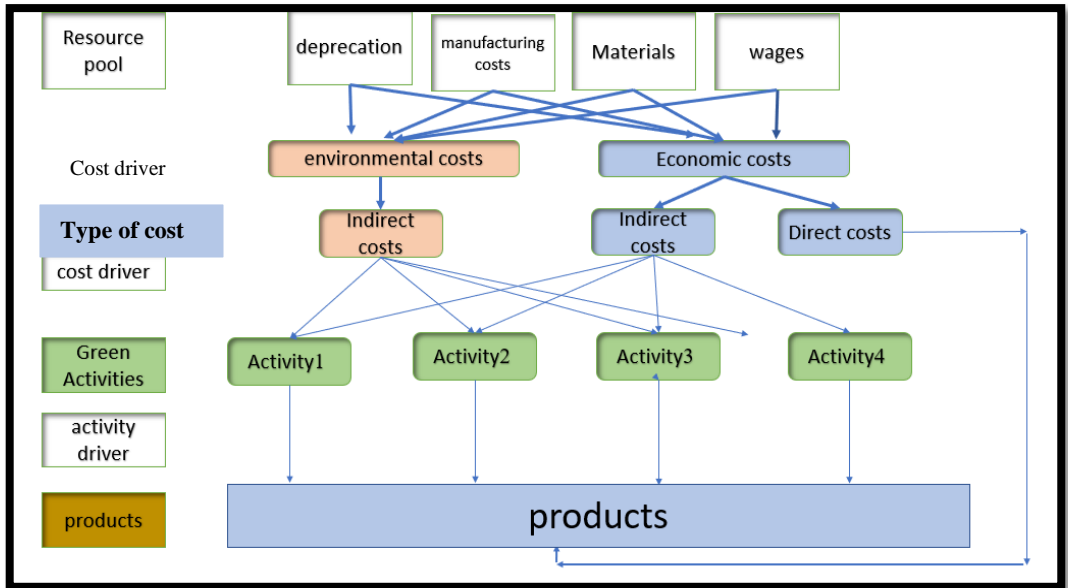 Resource
pool
deprecation
manufacturing
costs
Materials
wages
Cost driver
environmental costs
Economic costs
Type of cost
Indirect
costs
Indirect
costs
Direct costs
cost driver
Green
Activities
Activity1
Activity2
Activity3
Activity4
activity
driver
products
products